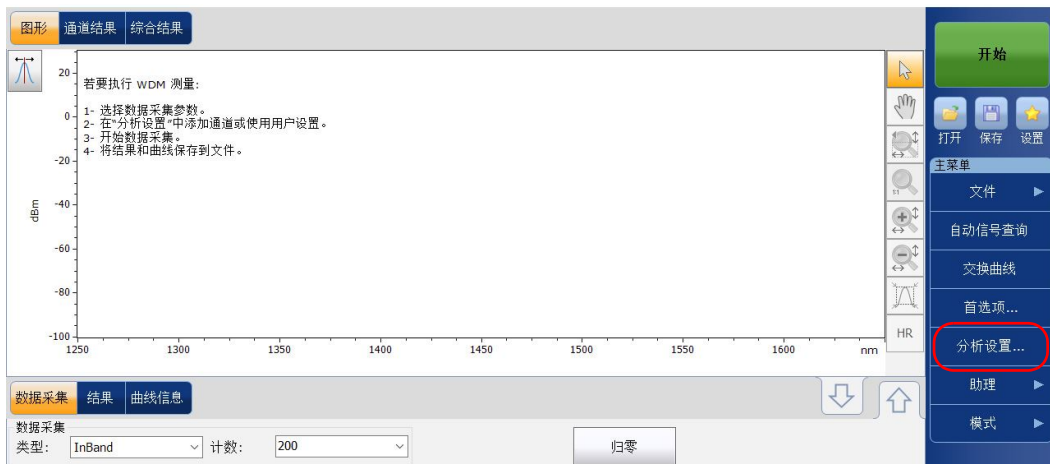 图形 通道结果 综合结果
若要执行 WDM 测量:
1- 选择数据采集参数。
2- 在"分析设置"中添加通道或使用用户设置。
3- 开始数据采集。
4- 将结果和曲线保存到文件。
20
0
-20
-40
-60
-80
-100
dBm
1250 1300 1350 1400 1450 1500 1550 1600 nm
1:1
HR
开始
打开 保存 设置
主菜单
文件
自动信号查询
交换曲线
首选项...
分析设置...
助理
模式
数据采集 结果 曲线信息
数据采集
类型: InBand 计数: 200 归零